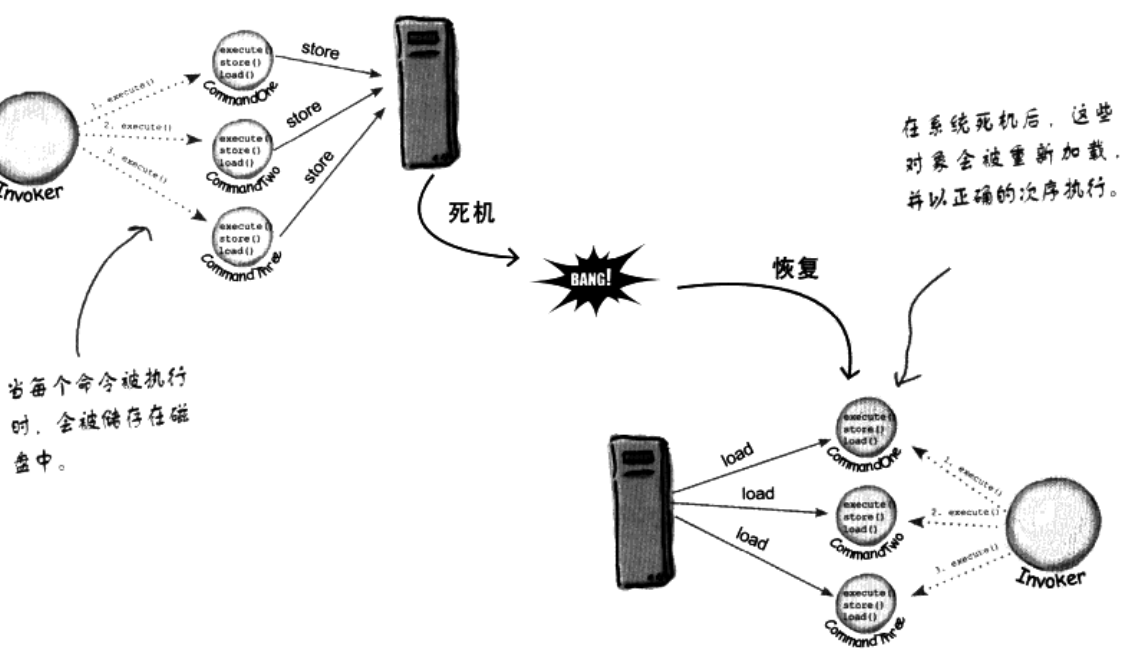 execute()
store()
load()
CommandOne
store
1. execute()
2. execute()
3. execute()
execute()
store()
load()
CommandTwo
store
Invoker
execute()
store()
load()
CommandThree
store
当每个命令被执行
时，会被储存在磁
盘中。
死机
BANG!
恢复
在系统死机后，这些
对象会被重新加载，
并以正确的次序执行。
load
load
load
execute()
store()
load()
CommandOne
execute()
store()
load()
CommandTwo
execute()
store()
load()
CommandThree
1. execute()
2. execute()
3. execute()
Invoker